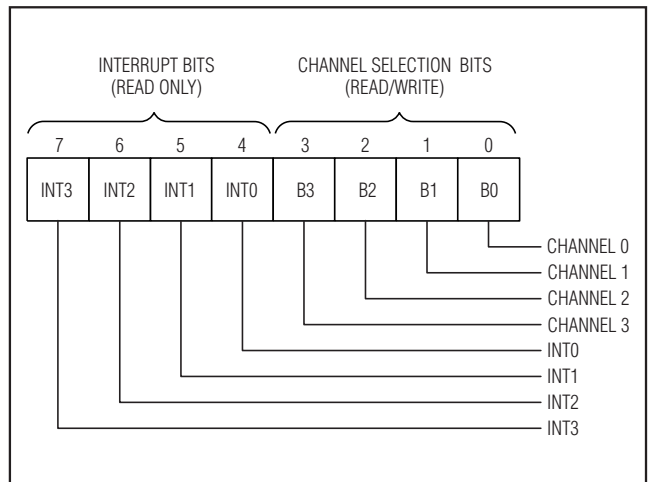 INTERRUPT BITS
(READ ONLY)
CHANNEL SELECTION BITS
(READ/WRITE)
7 6 5 4 3 2 1 0
INT3 INT2 INT1 INT0 B3 B2 B1 B0
CHANNEL 0
CHANNEL 1
CHANNEL 2
CHANNEL 3
INT0
INT1
INT2
INT3